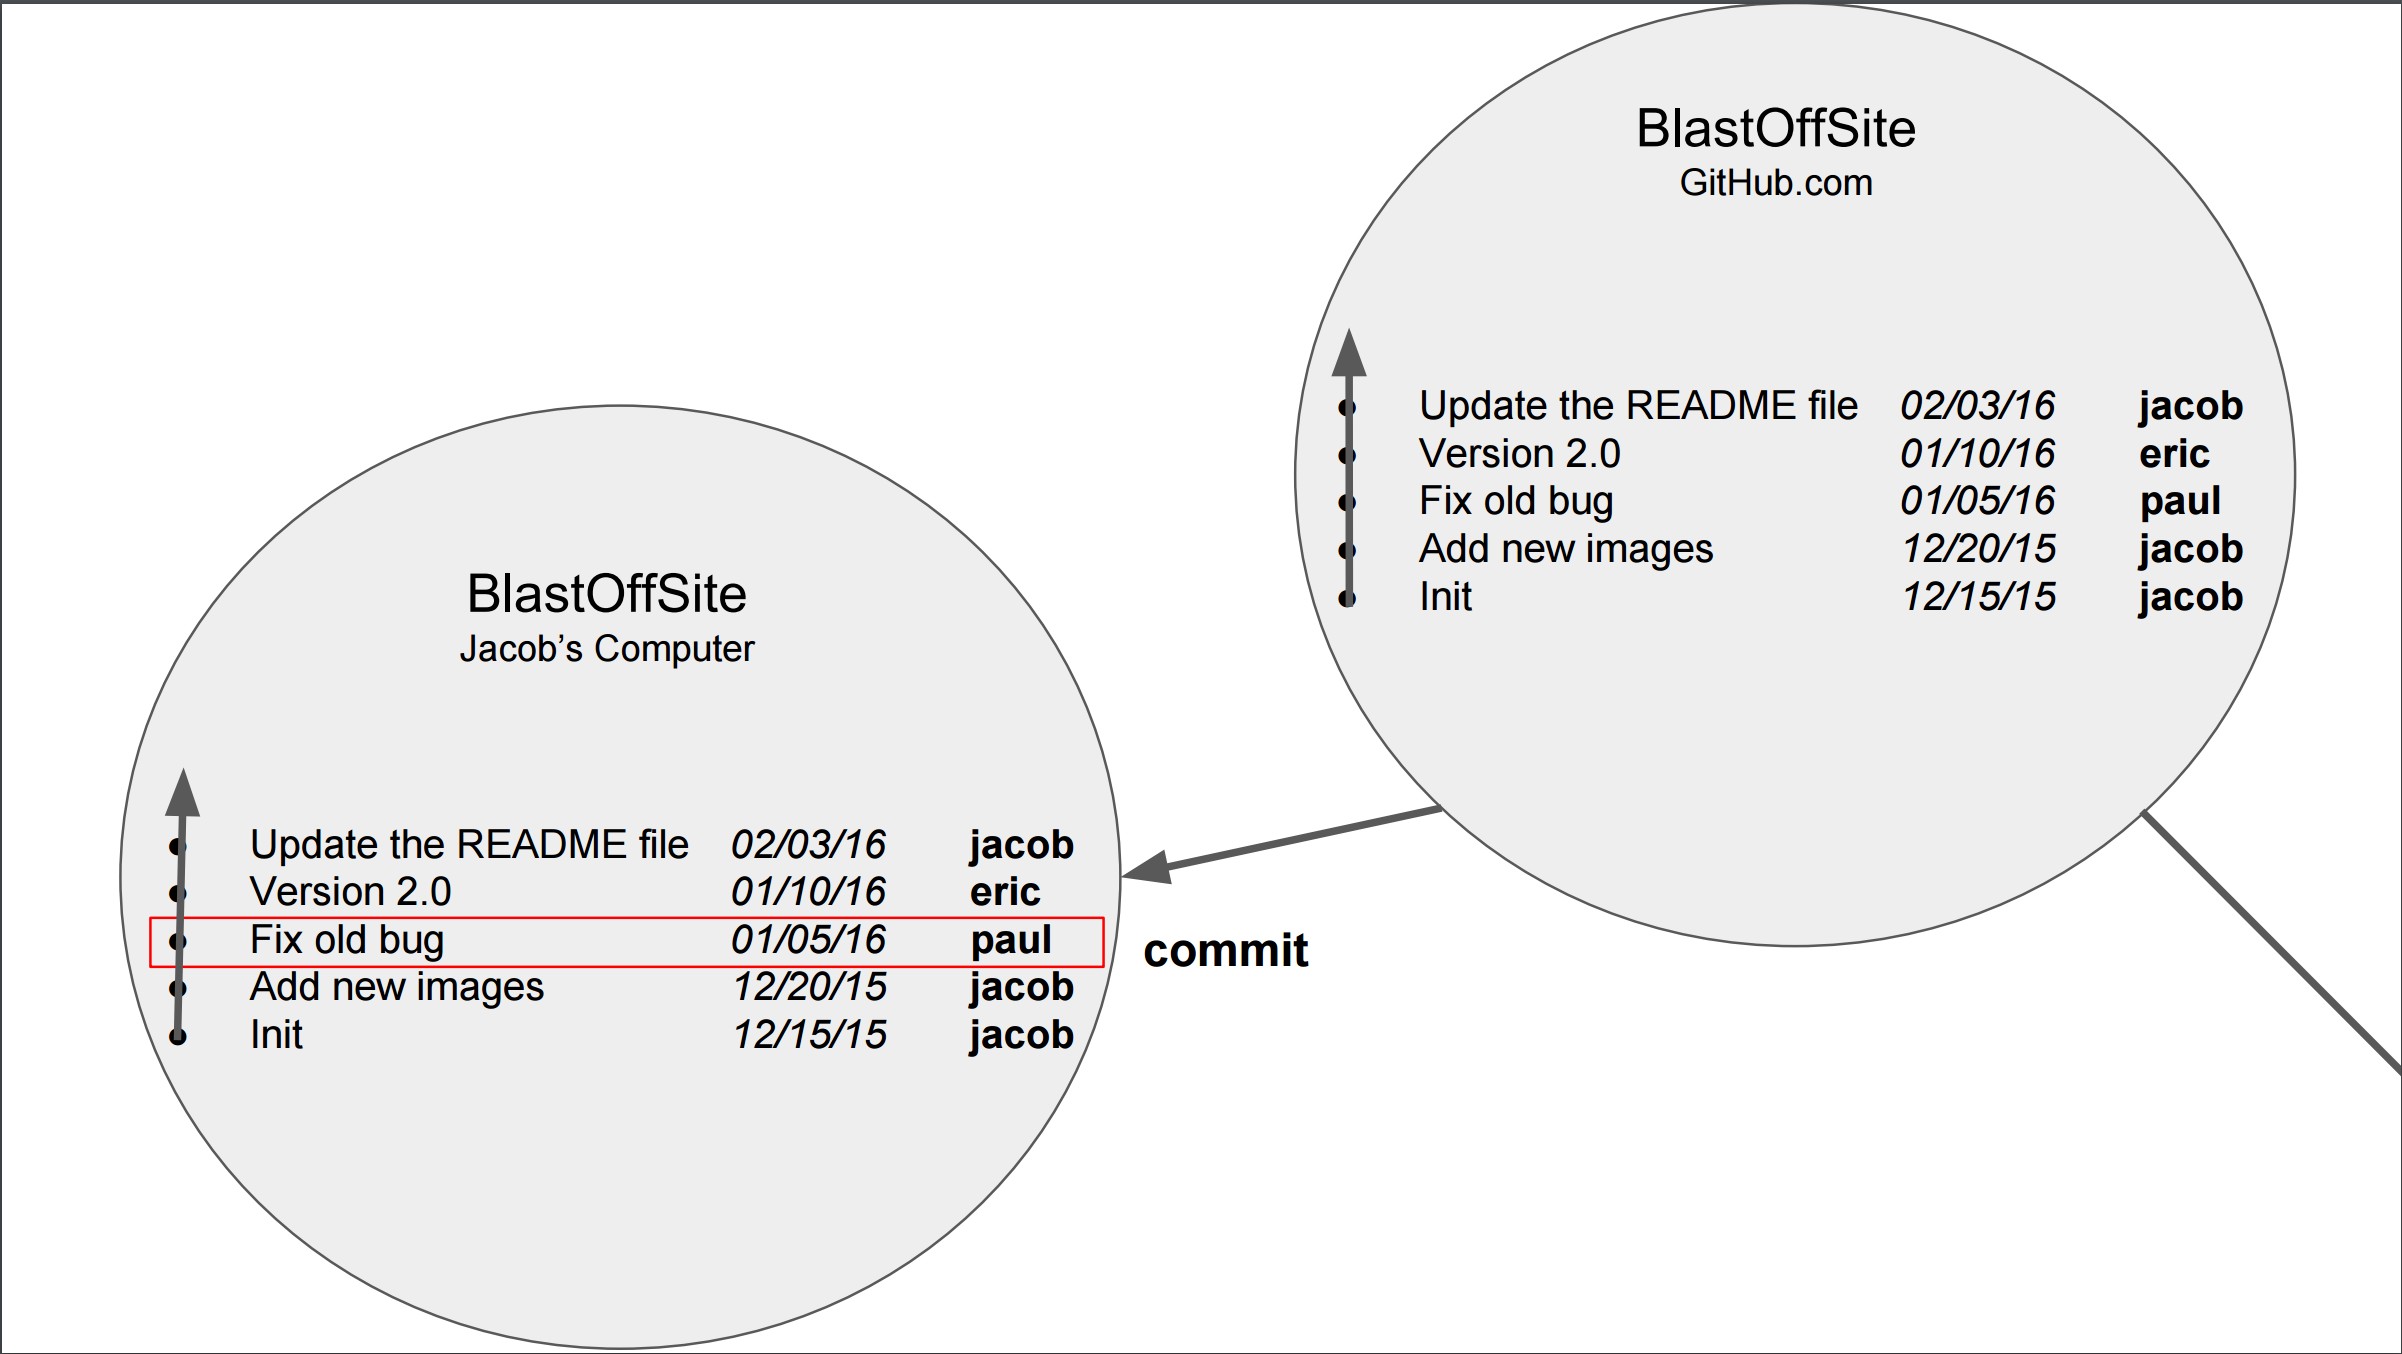 BlastOffSite
GitHub.com
Update the README file 02/03/16 jacob
Version 2.0 01/10/16 eric
Fix old bug 01/05/16 paul
Add new images 12/20/15 jacob
Init 12/15/15 jacob
BlastOffSite
Jacob’s Computer
Update the README file 02/03/16 jacob
Version 2.0 01/10/16 eric
Fix old bug 01/05/16 paul
Add new images 12/20/15 jacob
Init 12/15/15 jacob
commit